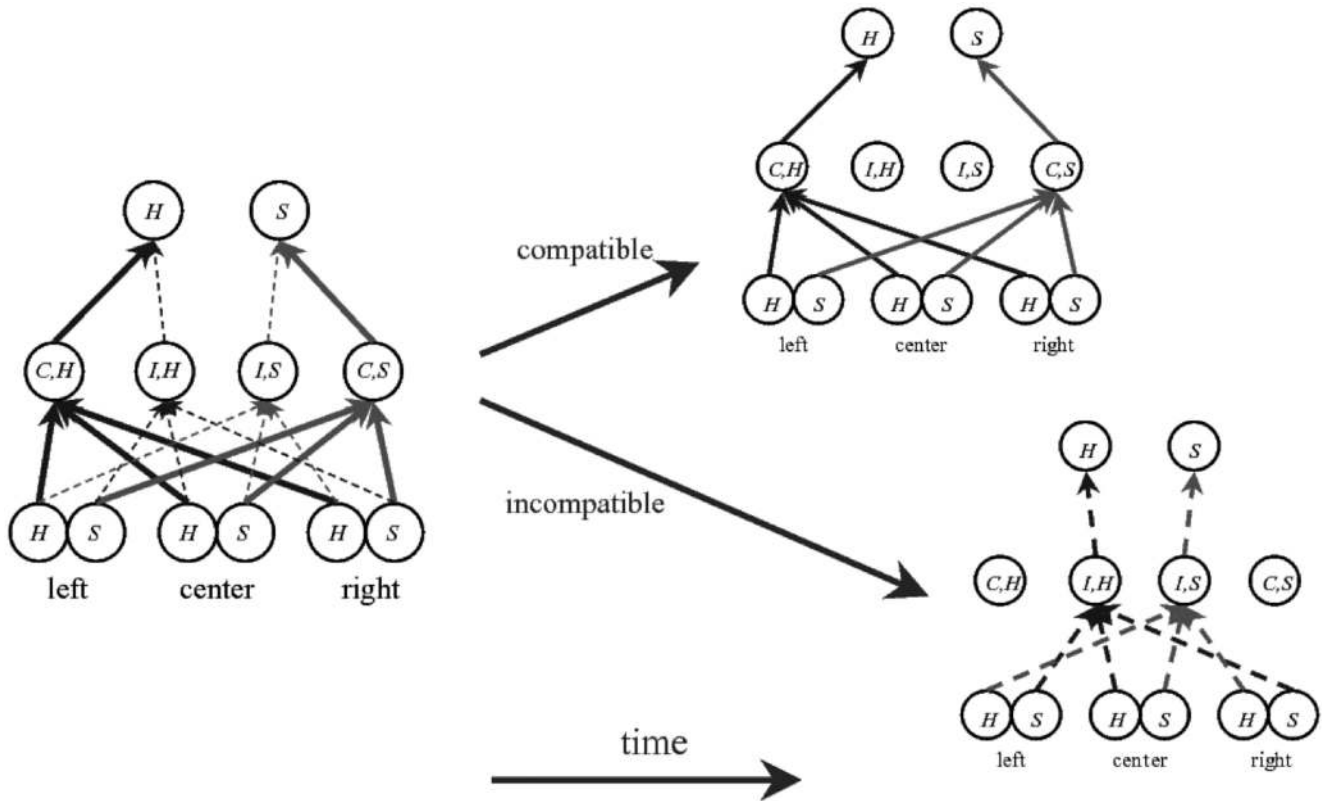 H S
C,H I,H I,S C,S
H S H S H S
left center right
compatible
incompatible
H S
C,H I,H I,S C,S
H S H S H S
left center right
H S
C,H I,H I,S C,S
H S H S H S
left center right
time